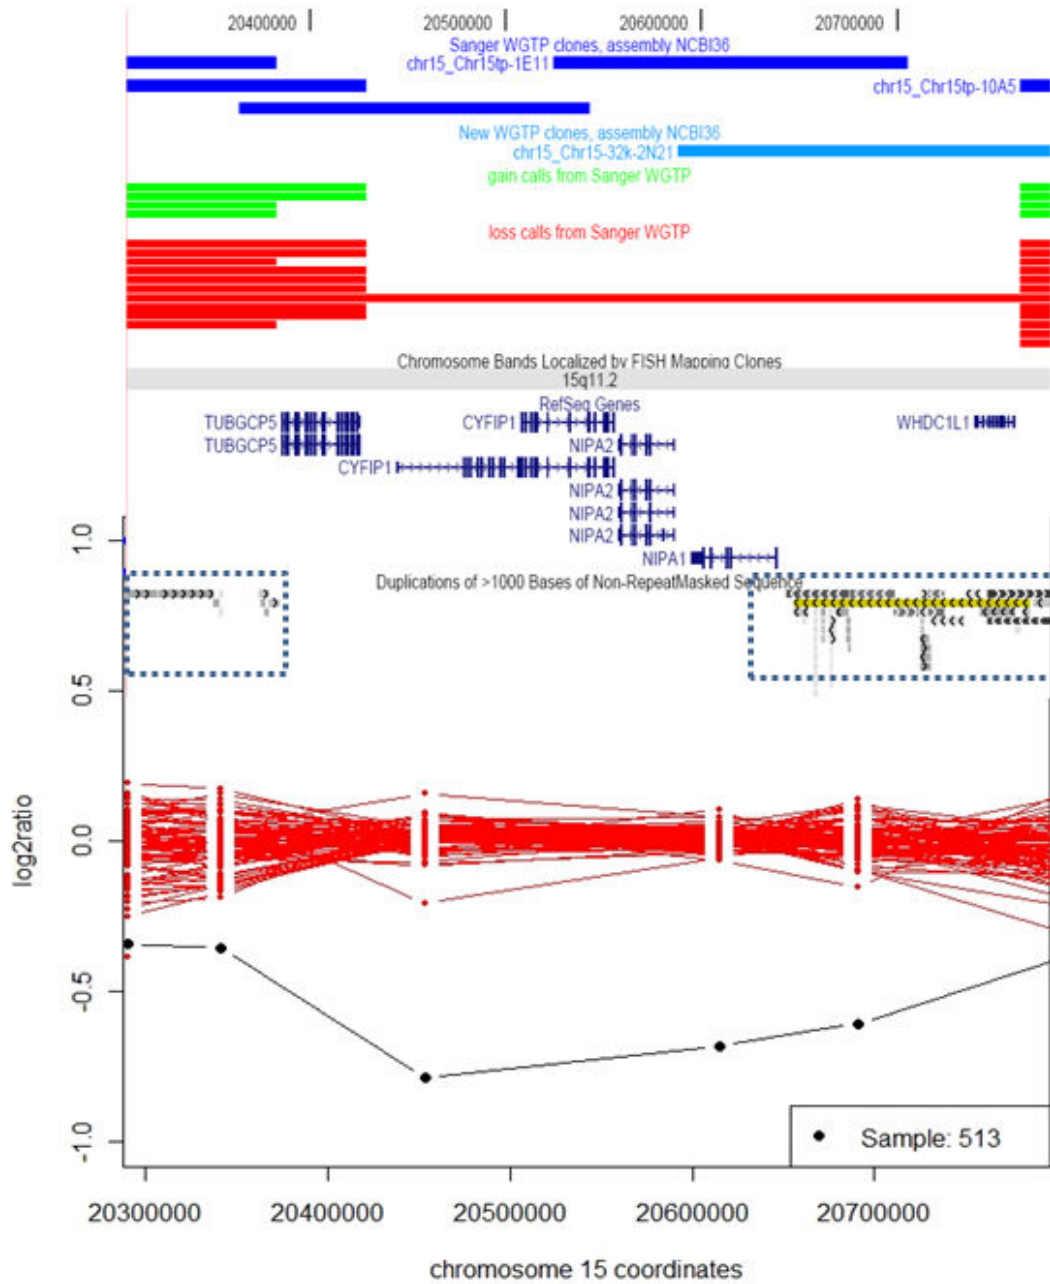 20400000 20500000 20600000 20700000
Sanger WGTP clones, assembly NCBI36
chr15_Chr15tp-1E11
chr15_Chr15tp-10A5
New WGTP clones, assembly NCBI36
chr15_Chr15-32k-2N21
gain calls from Sanger WGTP
loss calls from Sanger WGTP
Chromosome Bands Localized by FISH Mapping Clones
15q11.2
RefSeq Genes
TUBGCP5 CYFIP1 WHDC1L1
TUBGCP5 NIPA2
CYFIP1
NIPA2
NIPA2
NIPA2
NIPA1
Duplications of >1000 Bases of Non-RepeatMasked Sequence
1.0
0.5
0.0
-0.5
-1.0
log2ratio
Sample: 513
20300000 20400000 20500000 20600000 20700000
chromosome 15 coordinates